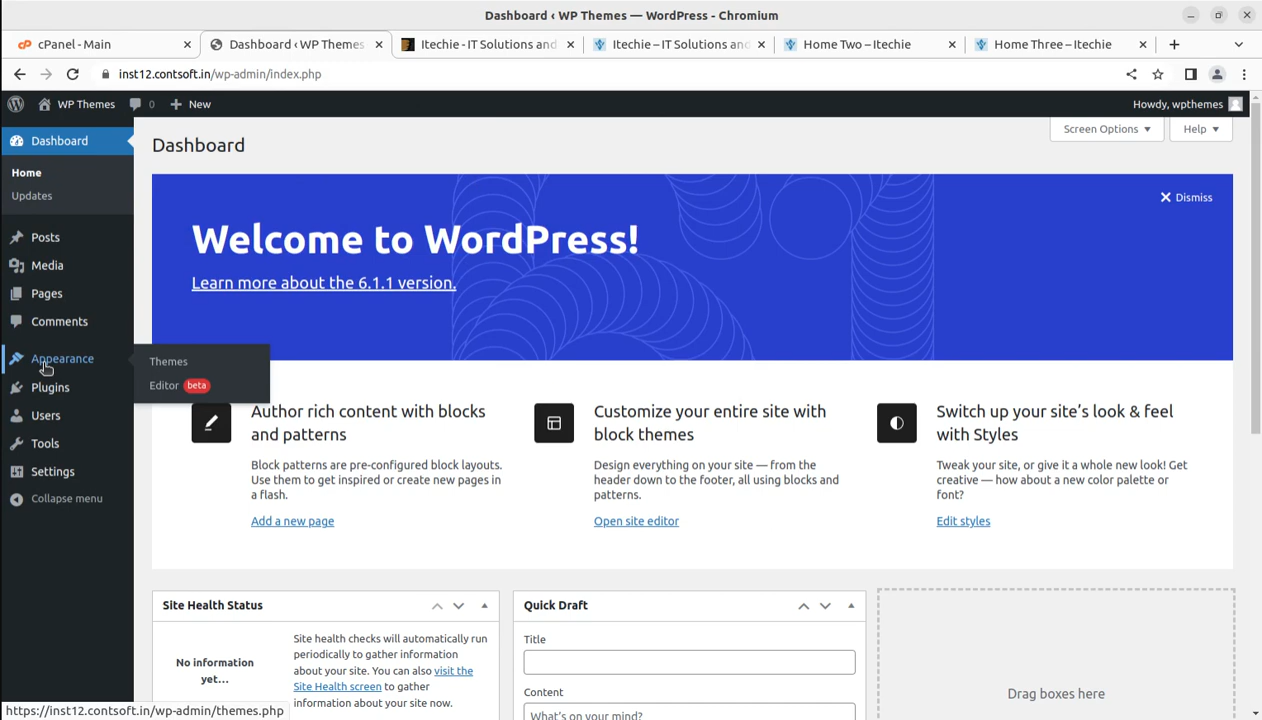 Dashboard ‹ WP Themes — WordPress - Chromium
cPanel - Main
Dashboard ‹ WP Themes
Itechie - IT Solutions and
Itechie – IT Solutions and
Home Two – Itechie
Home Three – Itechie
inst12.contsoft.in/wp-admin/index.php
WP Themes
0
New
Howdy, wpthemes
Dashboard
Home
Updates
Posts
Media
Pages
Comments
Appearance
Plugins
Users
Tools
Settings
Collapse menu
Themes
Editor beta
Screen Options
Help
Dashboard
Dismiss
Welcome to WordPress!
Learn more about the 6.1.1 version.
Author rich content with blocks
and patterns
Block patterns are pre-configured block layouts.
Use them to get inspired or create new pages in
a flash.
Add a new page
Customize your entire site with
block themes
Design everything on your site — from the
header down to the footer, all using blocks and
patterns.
Open site editor
Switch up your site’s look & feel
with Styles
Tweak your site, or give it a whole new look! Get
creative — how about a new color palette or
font?
Edit styles
Site Health Status
No information
yet...
Site health checks will automatically run
periodically to gather information
about your site. You can also visit the
Site Health screen to gather
information about your site now.
Quick Draft
Title
Content
What’s on your mind?
Drag boxes here
https://inst12.contsoft.in/wp-admin/themes.php